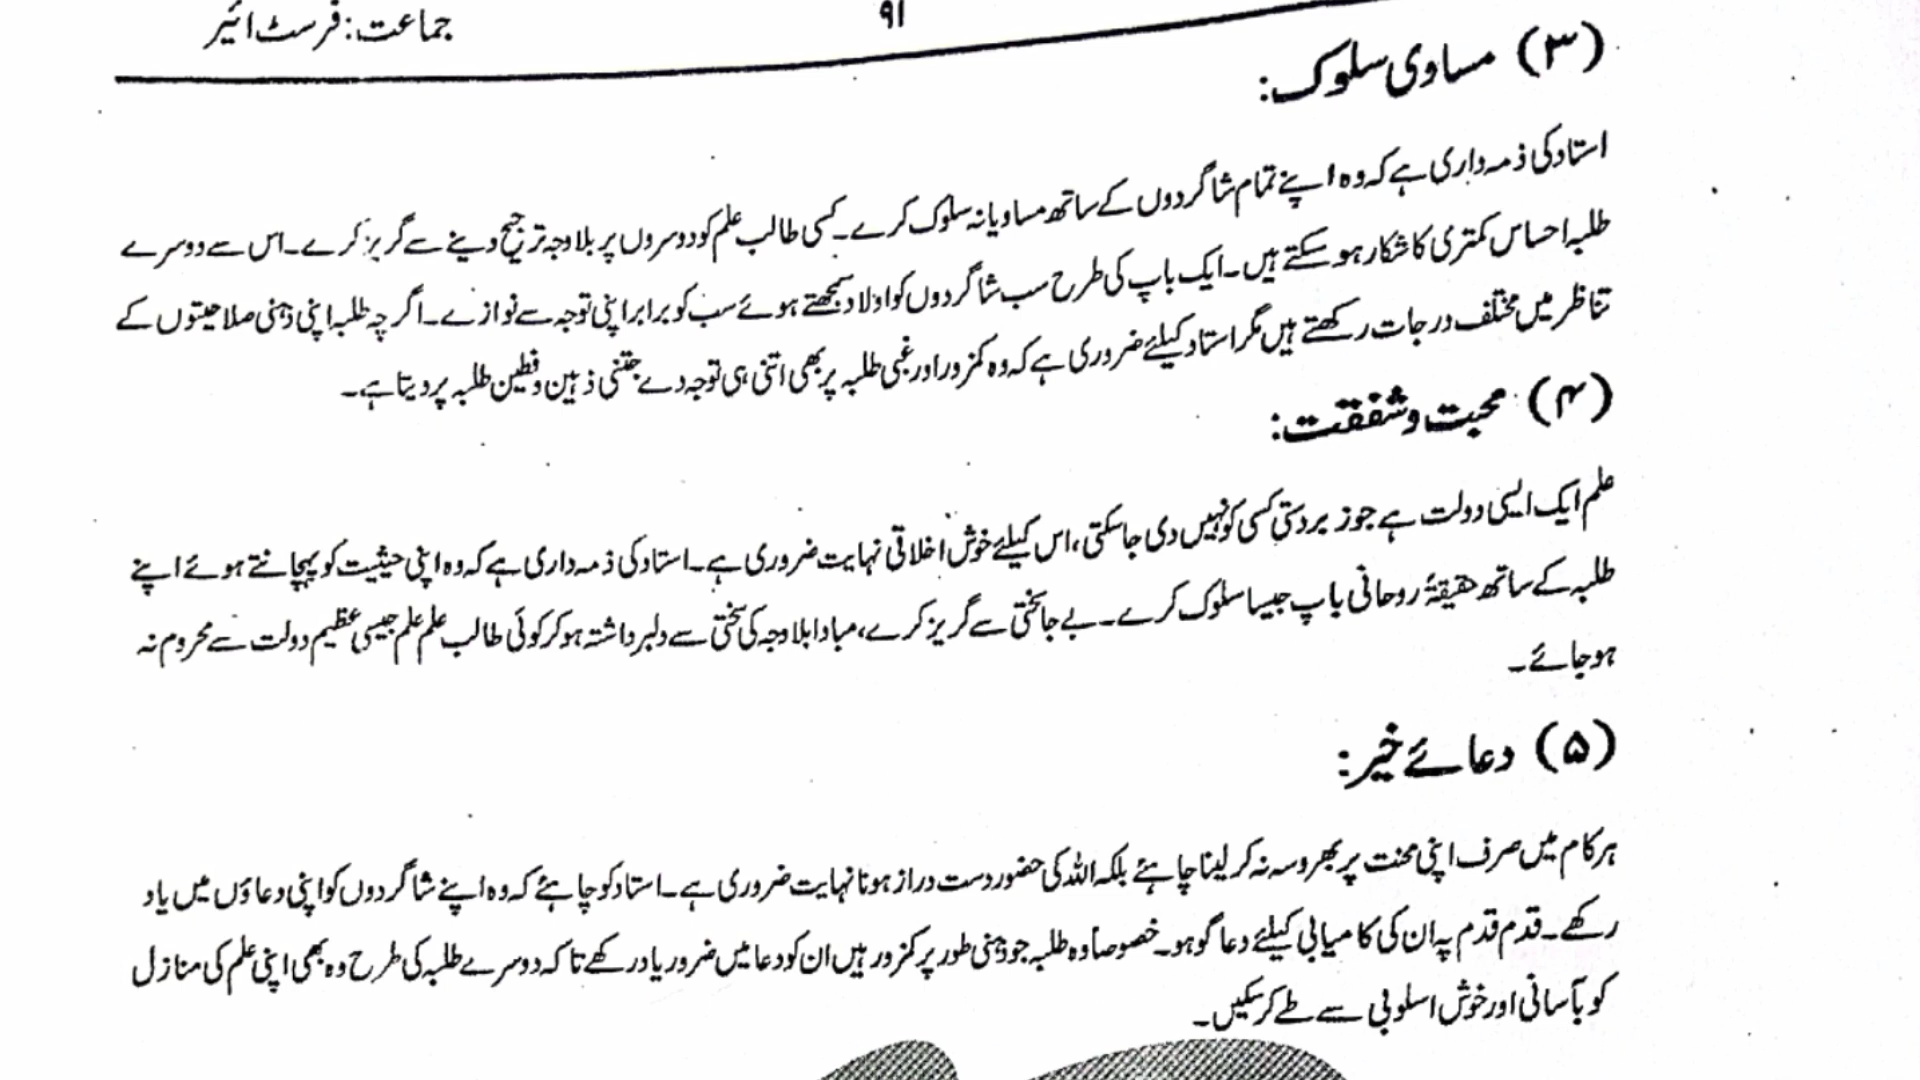 ۹۱
جماعت: فرسٹ ائیر
(۳) مساوی سلوک:
استاد کی ذمہ داری ہے کہ وہ اپنے تمام شاگردوں کے ساتھ مساویانہ سلوک کرے۔ کسی طالب علم کو دوسروں پر بلا وجہ ترجیح دینے سے گریز کرے۔ اس سے دوسرے
طلبہ احساس کمتری کا شکار ہو سکتے ہیں۔ ایک باپ کی طرح سب شاگردوں کو اولاد سمجھتے ہوئے سب کو برابر اپنی توجہ سے نوازے۔ اگر چہ طلبہ اپنی ذہنی صلاحیتوں کے
تناظر میں مختلف درجات رکھتے ہیں مگر استاد کیلئے ضروری ہے کہ وہ کمزور اور غبی طلبہ پر بھی اتنی ہی توجہ دے جتنی ذہین و فطین طلبہ پر دیتا ہے۔
(۴) محبت و شفقت:
علم ایک ایسی دولت ہے جو زبردستی کسی کو نہیں دی جا سکتی، اس کیلئے خوش اخلاقی نہایت ضروری ہے۔ استاد کی ذمہ داری ہے کہ وہ اپنی حیثیت کو پہچانتے ہوئے اپنے
طلبہ کے ساتھ حقیقۃً روحانی باپ جیسا سلوک کرے۔ بے جا سختی سے گریز کرے، مبادا بلا وجہ کی سختی سے دلبرداشتہ ہو کر کوئی طالب علم علم جیسی عظیم دولت سے محروم نہ
ہو جائے۔
(۵) دعائے خیر:
ہر کام میں صرف اپنی محنت پر بھروسہ نہ کر لینا چاہئے بلکہ اللہ کی حضور دست دراز ہونا نہایت ضروری ہے۔ استاد کو چاہئے کہ وہ اپنے شاگردوں کو اپنی دعاؤں میں یاد
رکھے۔ قدم قدم پہ ان کی کامیابی کیلئے دعا گو ہو۔ خصوصاً وہ طلبہ جو ذہنی طور پر کمزور ہیں ان کو دعا میں ضرور یاد رکھے تا کہ دوسرے طلبہ کی طرح وہ بھی اپنی علم کی منازل
کو بآسانی اور خوش اسلوبی سے طے کر سکیں۔